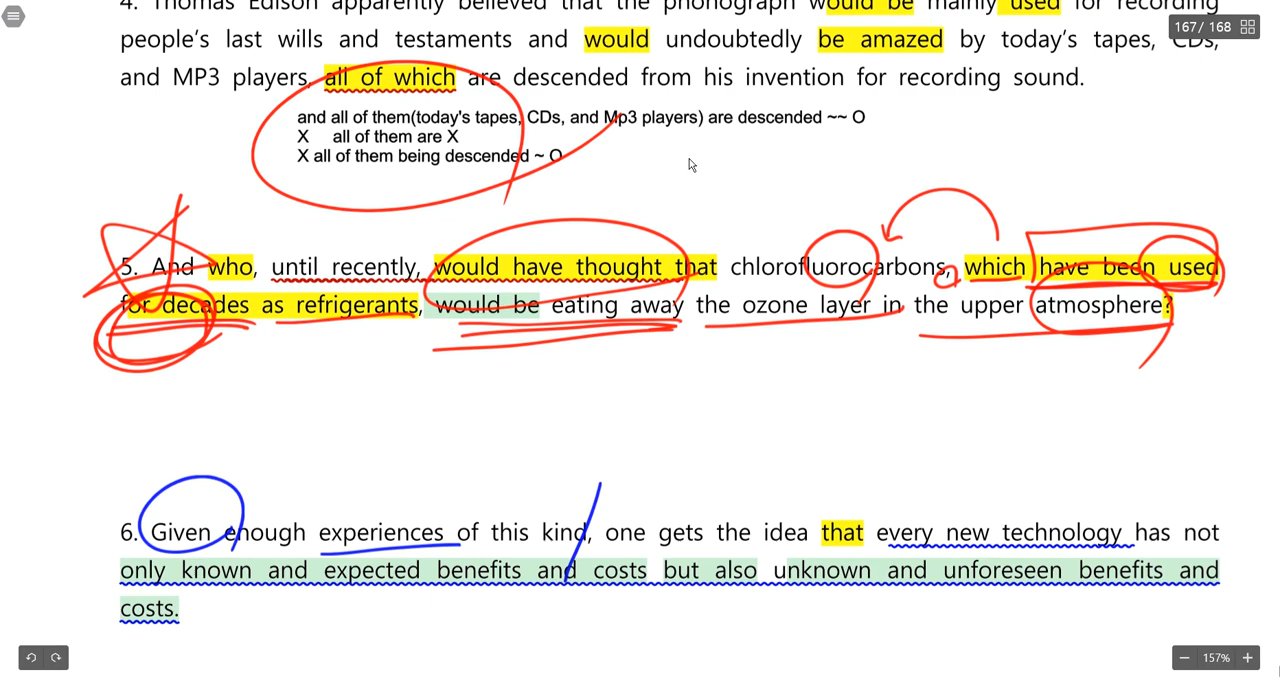 4. Thomas Edison apparently believed that the phonograph would be mainly used for recording
167/ 168
people's last wills and testaments and would undoubtedly be amazed by today's tapes, CDs,
and MP3 players, all of which are descended from his invention for recording sound.
and all of them(today's tapes, CDs, and Mp3 players) are descended ~~ O
X all of them are X
X all of them being descended ~ O
5. And who, until recently, would have thought that chlorofluorocarbons, which have been used
for decades as refrigerants, would be eating away the ozone layer in the upper atmosphere?
6. Given enough experiences of this kind, one gets the idea that every new technology has not
only known and expected benefits and costs but also unknown and unforeseen benefits and
costs.
157%